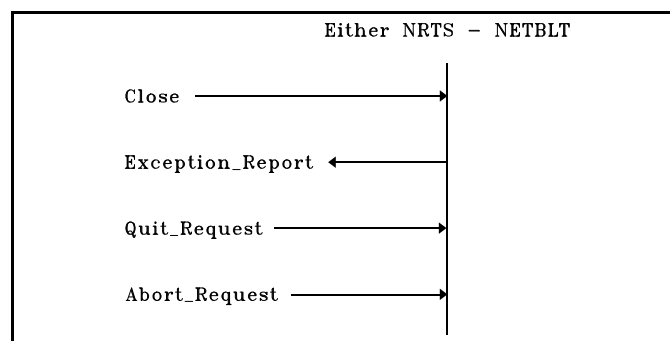 Either NRTS – NETBLT
Close
Exception_Report
Quit_Request
Abort_Request